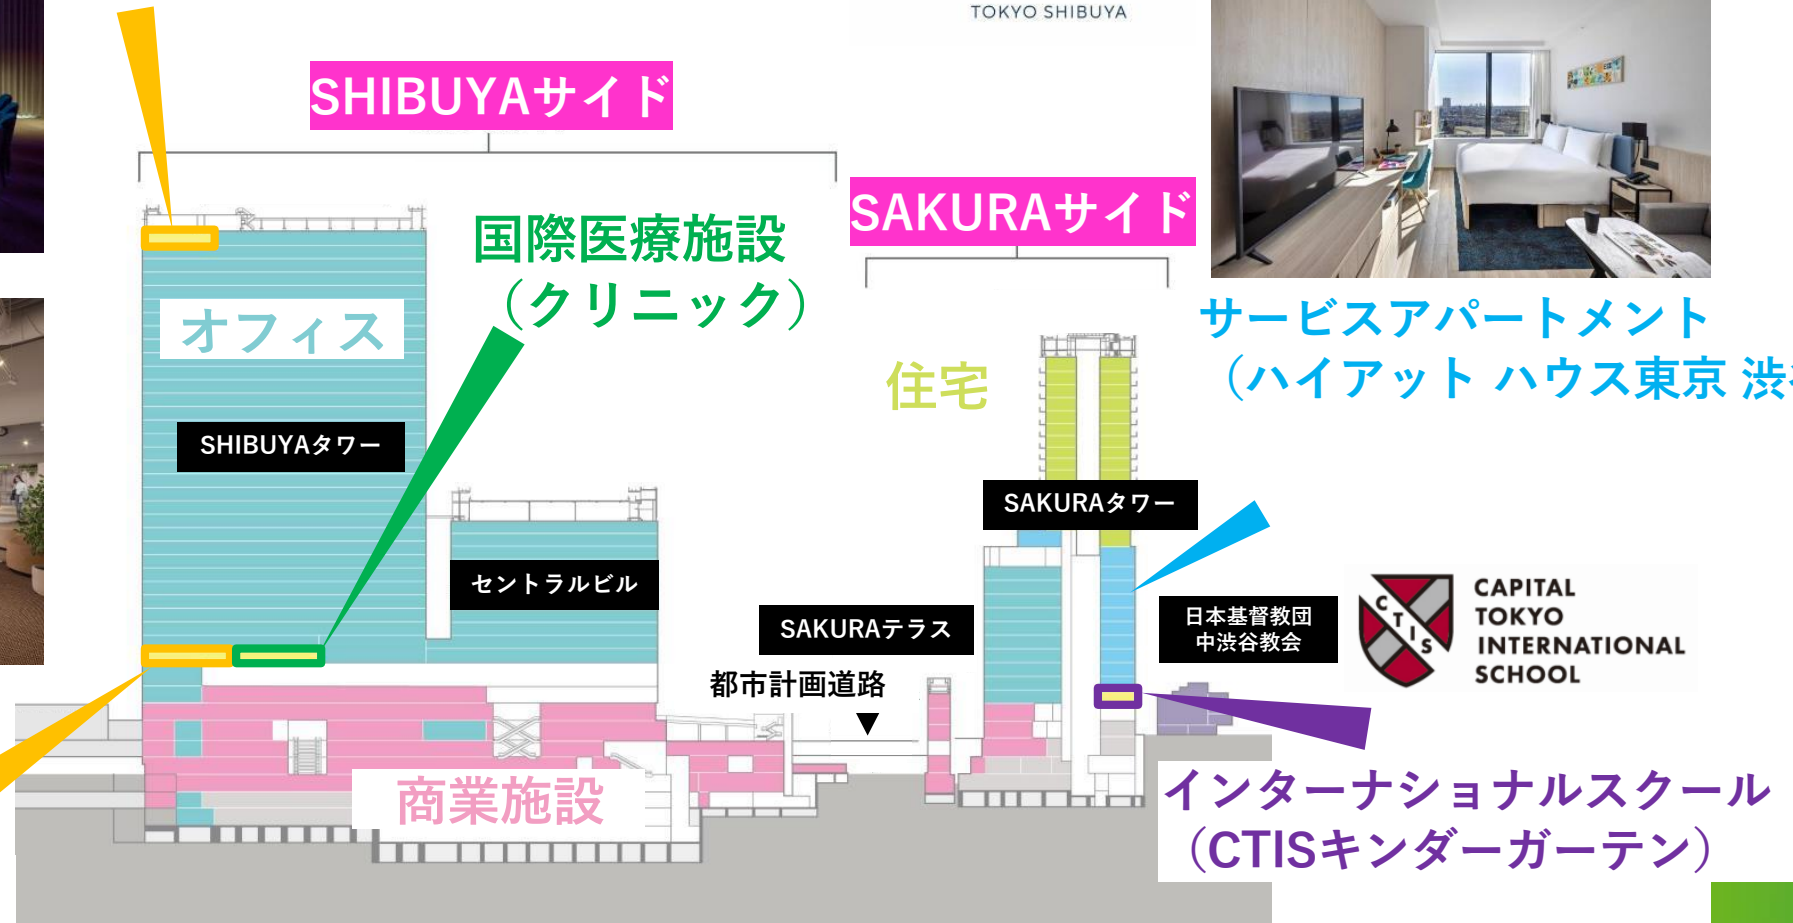 TOKYO SHIBUYA
SHIBUYAサイド
SAKURAサイド
国際医療施設
（クリニック）
オフィス
SHIBUYAタワー
セントラルビル
商業施設
住宅
SAKURAタワー
SAKURAテラス
都市計画道路
▼
日本基督教団
中渋谷教会
サービスアパートメント
（ハイアット ハウス東京 渋
CTIS
CAPITAL
TOKYO
INTERNATIONAL
SCHOOL
インターナショナルスクール
（CTISキンダーガーテン）